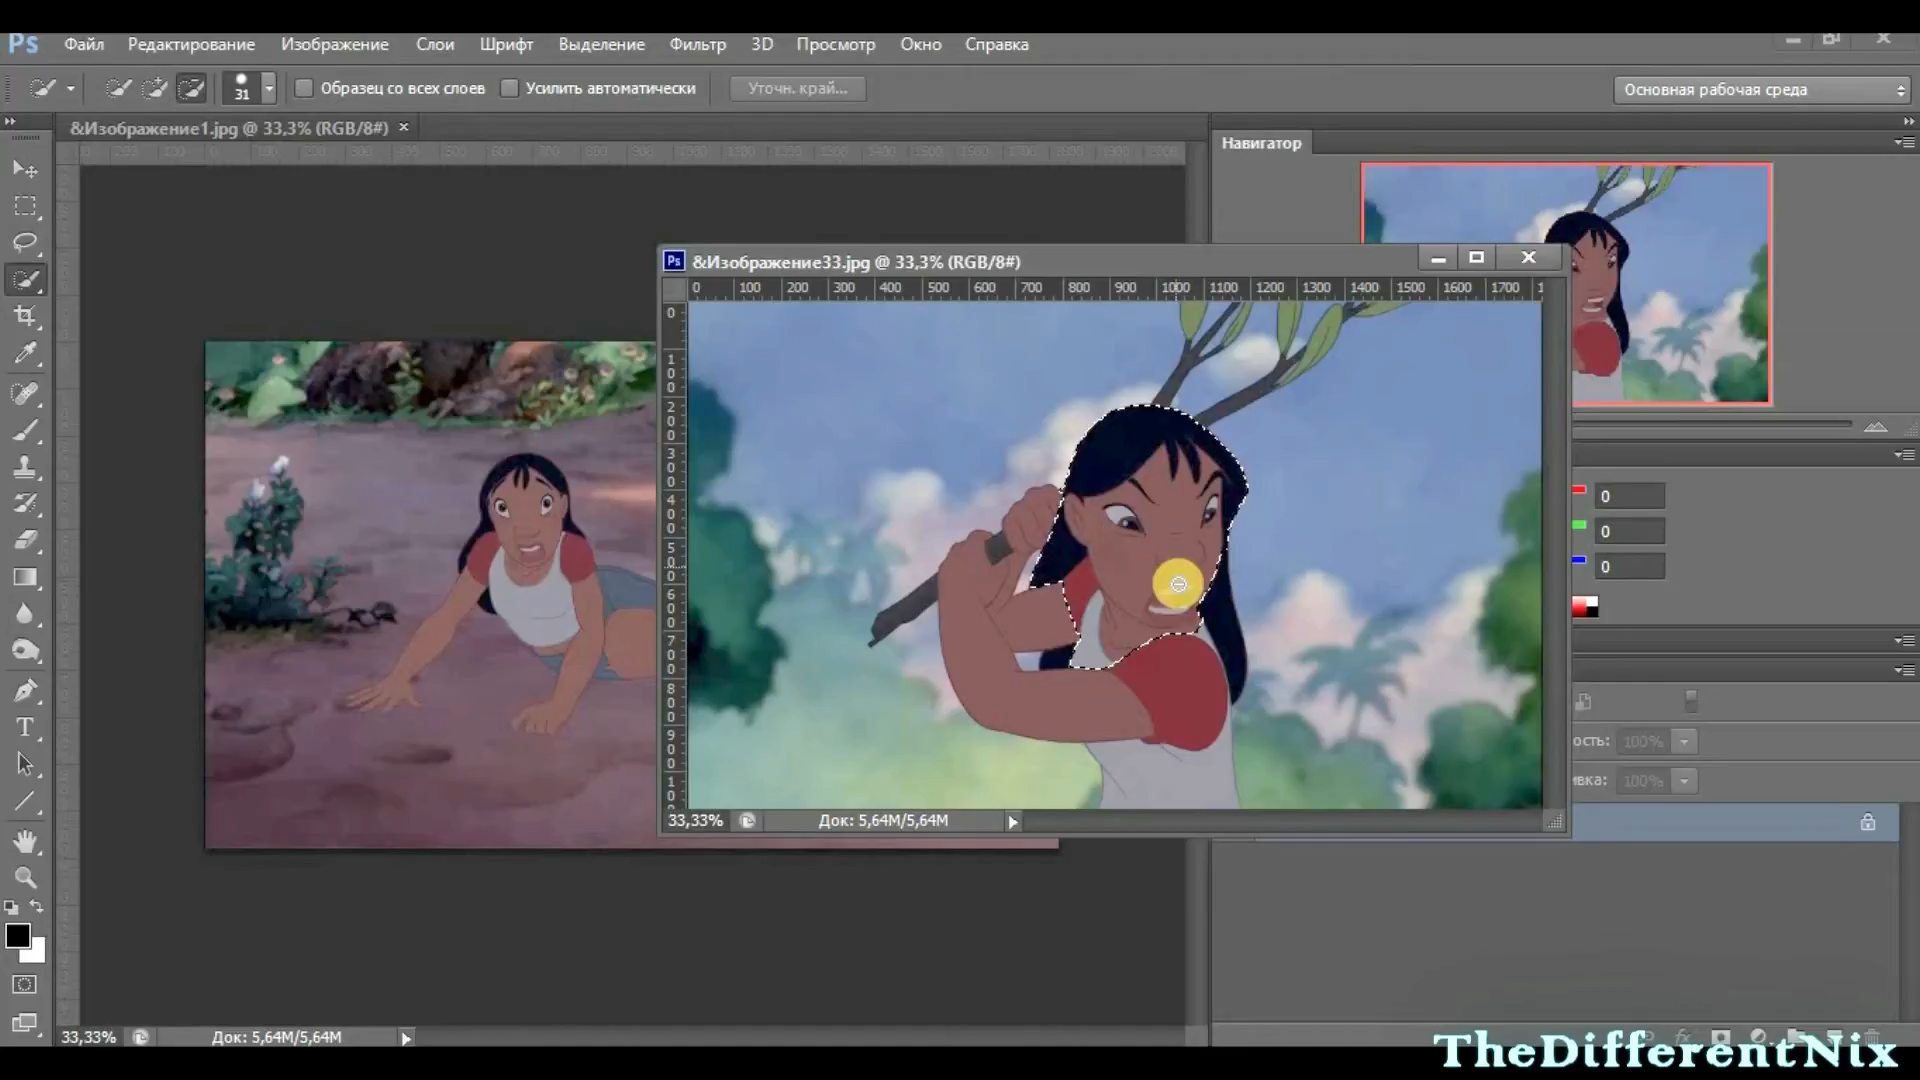 Ps Файл Редактирование Изображение Слои Шрифт Выделение Фильтр 3D Просмотр Окно Справка
31 Образец со всех слоев Усилить автоматически Уточн. край... Основная рабочая среда
&Изображение1.jpg @ 33,3% (RGB/8#) ×
Навигатор
Ps &Изображение33.jpg @ 33,3% (RGB/8#)
0 100 200 300 400 500 600 700 800 900 1000 1100 1200 1300 1400 1500 1600 1700
0
0
0
ость: 100%
ивка: 100%
33,33% Док: 5,64M/5,64M
33,33% Док: 5,64M/5,64M
TheDifferentNix